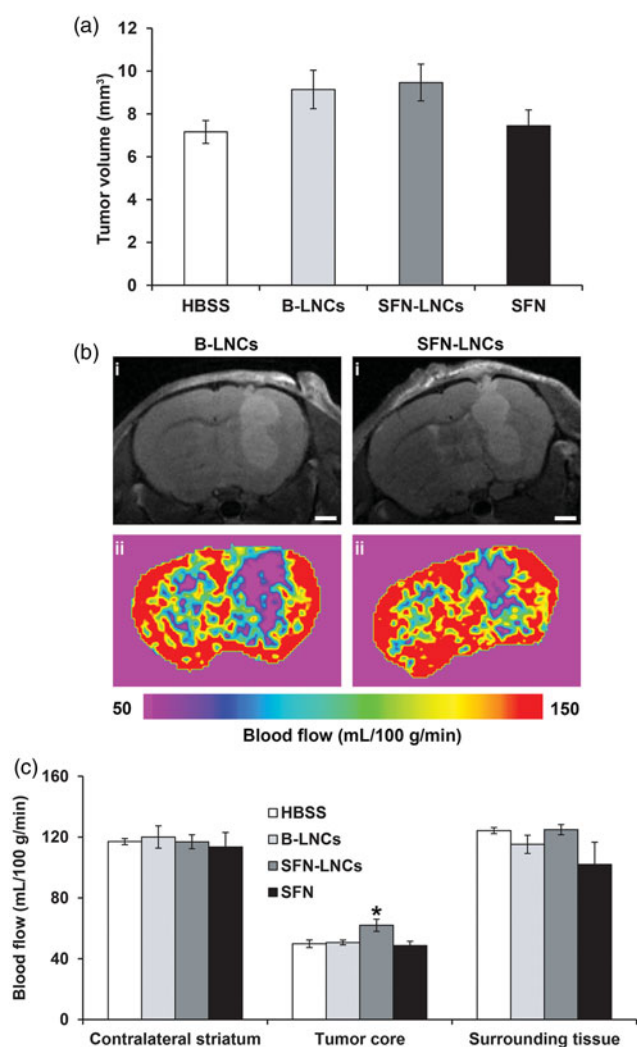 (a)
Tumor volume (mm³)
12
10
8
6
4
2
0
HBSS B-LNCs SFN-LNCs SFN
(b)
B-LNCs SFN-LNCs
i i
ii ii
50 150
Blood flow (mL/100 g/min)
(c)
Blood flow (mL/100 g/min)
160
120
80
40
0
HBSS
B-LNCs
SFN-LNCs
SFN
*
Contralateral striatum Tumor core Surrounding tissue